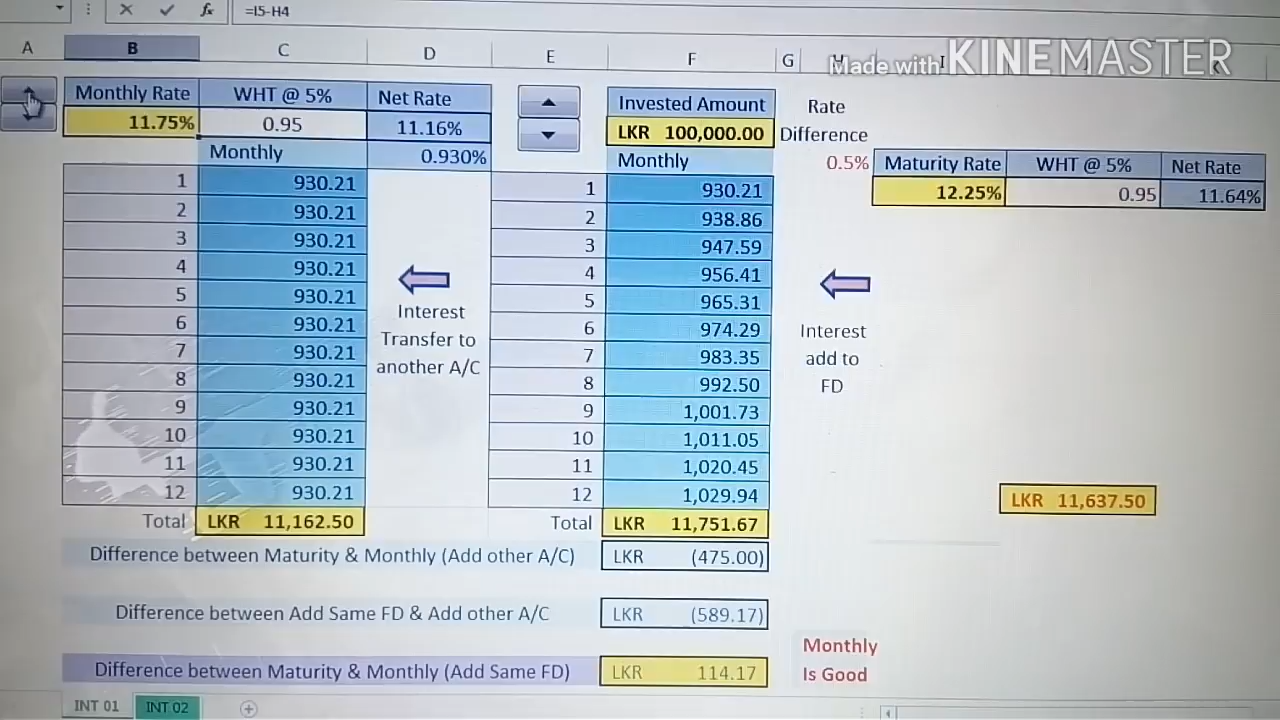 =I5-H4
A B C D E F G
Made with KINEMASTER
Monthly Rate WHT @ 5% Net Rate
11.75% 0.95 11.16%
Monthly 0.930%
1 930.21
2 930.21
3 930.21
4 930.21
5 930.21
6 930.21
7 930.21
8 930.21
9 930.21
10 930.21
11 930.21
12 930.21
Total LKR 11,162.50
Interest
Transfer to
another A/C
Invested Amount
LKR 100,000.00
Monthly
1 930.21
2 938.86
3 947.59
4 956.41
5 965.31
6 974.29
7 983.35
8 992.50
9 1,001.73
10 1,011.05
11 1,020.45
12 1,029.94
Total LKR 11,751.67
Rate
Difference
0.5%
Interest
add to
FD
Maturity Rate WHT @ 5% Net Rate
12.25% 0.95 11.64%
LKR 11,637.50
Difference between Maturity & Monthly (Add other A/C) LKR (475.00)
Difference between Add Same FD & Add other A/C LKR (589.17)
Difference between Maturity & Monthly (Add Same FD) LKR 114.17
Monthly
Is Good
INT 01 INT 02